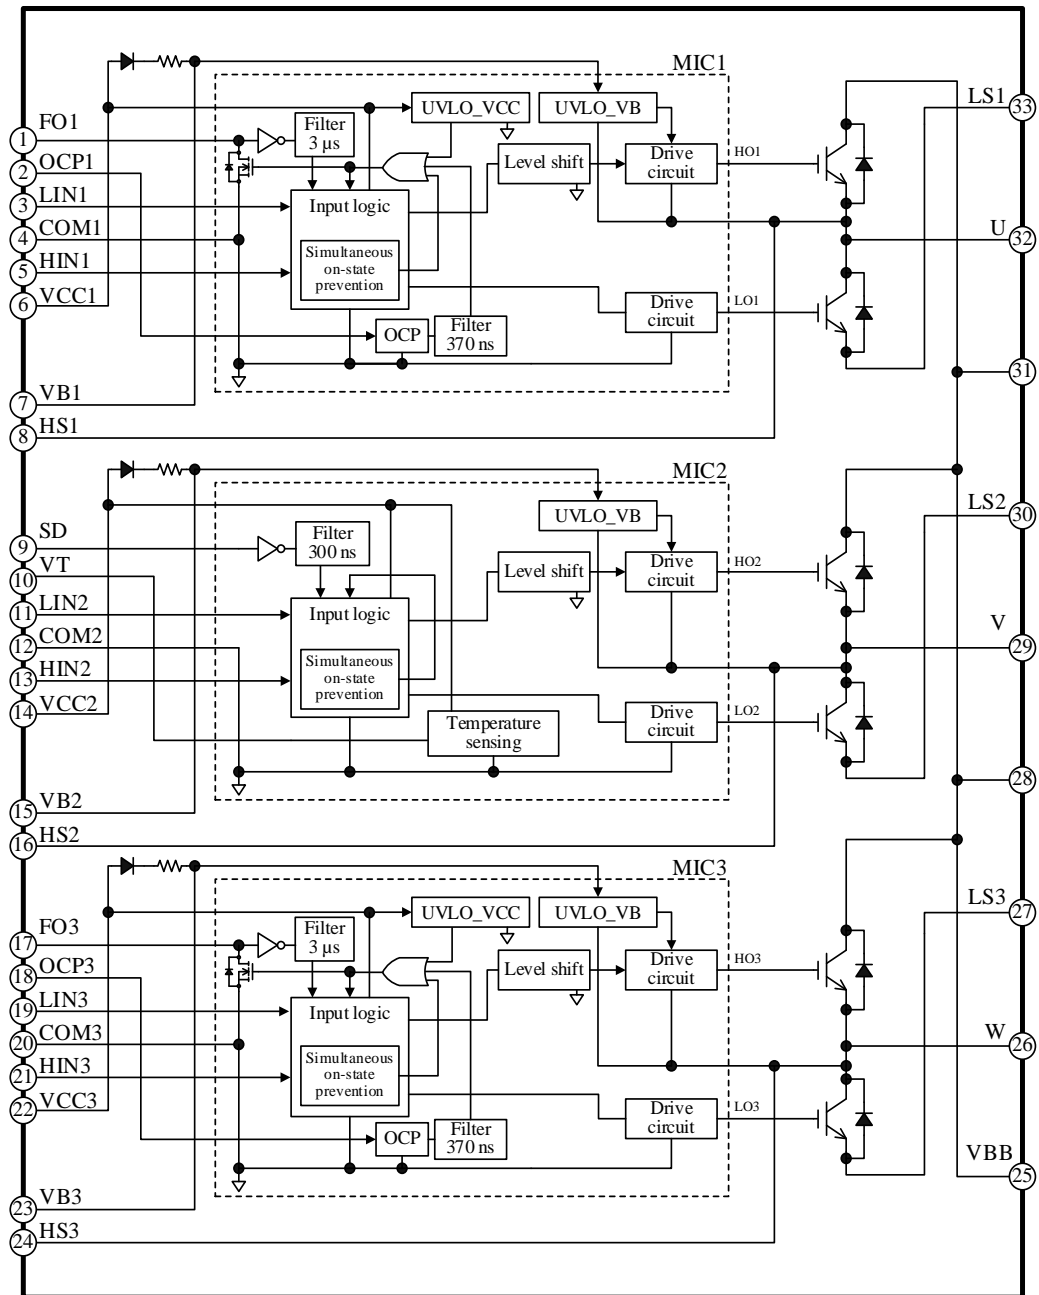 MIC1
UVLO_VCC
UVLO_VB
LS1
33
1
FO1
Filter
3 µs
2
OCP1
Level shift
Drive
circuit
HO1
3
LIN1
Input logic
4
COM1
U
32
5
HIN1
Simultaneous
on-state
prevention
6
VCC1
Drive
circuit
LO1
OCP
Filter
370 ns
31
7
VB1
8
HS1
MIC2
UVLO_VB
LS2
30
9
SD
Filter
300 ns
10
VT
Level shift
Drive
circuit
HO2
11
LIN2
Input logic
12
COM2
V
29
13
HIN2
Simultaneous
on-state
prevention
14
VCC2
Temperature
sensing
Drive
circuit
LO2
28
15
VB2
16
HS2
MIC3
UVLO_VCC
UVLO_VB
LS3
27
17
FO3
Filter
3 µs
18
OCP3
Level shift
Drive
circuit
HO3
19
LIN3
Input logic
20
COM3
W
26
21
HIN3
Simultaneous
on-state
prevention
22
VCC3
Drive
circuit
LO3
OCP
Filter
370 ns
VBB
25
23
VB3
24
HS3